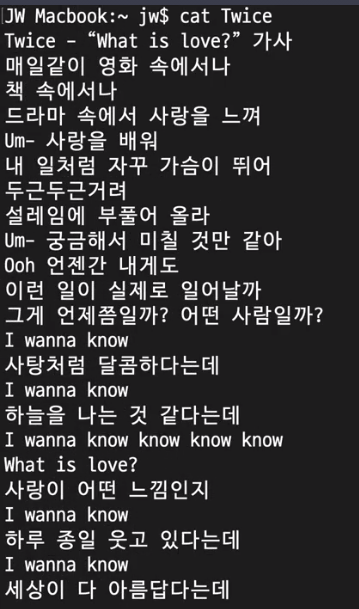 JW Macbook:~ jw$ cat Twice
Twice – “What is love?” 가사
매일같이 영화 속에서나
책 속에서나
드라마 속에서 사랑을 느껴
Um- 사랑을 배워
내 일처럼 자꾸 가슴이 뛰어
두근두근거려
설레임에 부풀어 올라
Um- 궁금해서 미칠 것만 같아
Ooh 언젠간 내게도
이런 일이 실제로 일어날까
그게 언제쯤일까? 어떤 사람일까?
I wanna know
사탕처럼 달콤하다는데
I wanna know
하늘을 나는 것 같다는데
I wanna know know know know
What is love?
사랑이 어떤 느낌인지
I wanna know
하루 종일 웃고 있다는데
I wanna know
세상이 다 아름답다는데